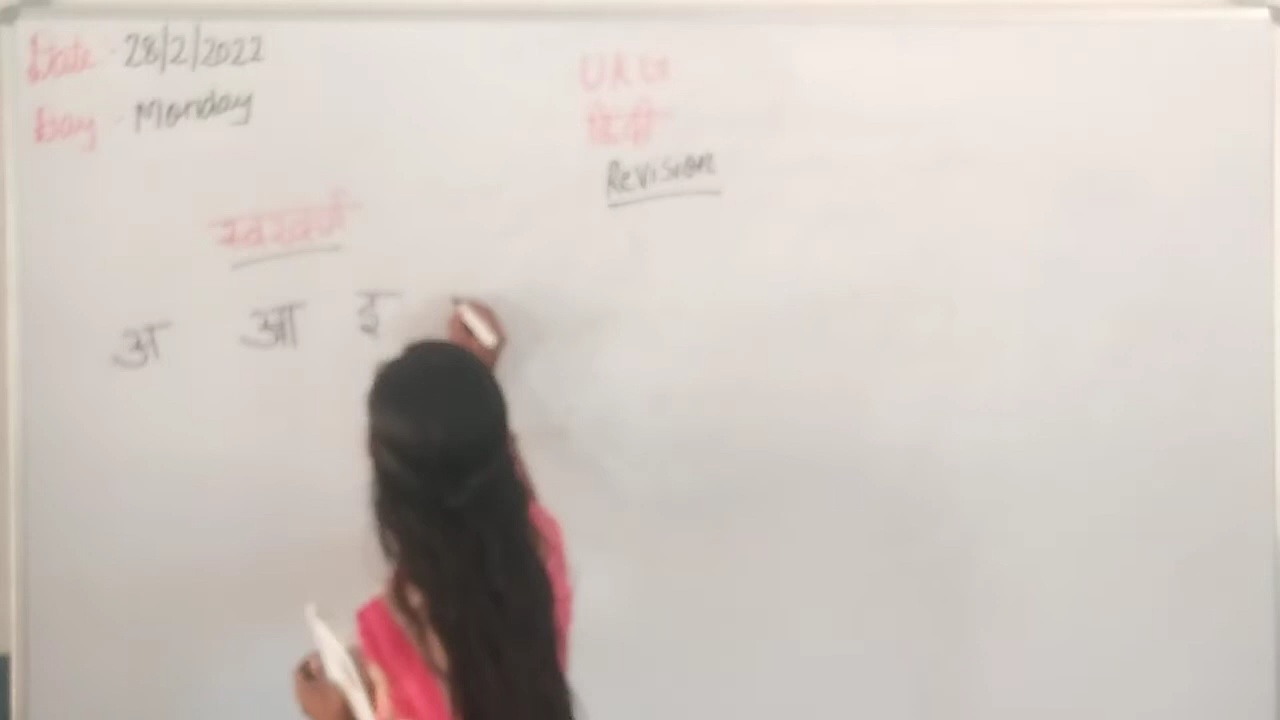 Date : 28/2/2022
Day : Monday
U.K.G
हिंदी
Revision
स्वरवर्ण
अ आ इ